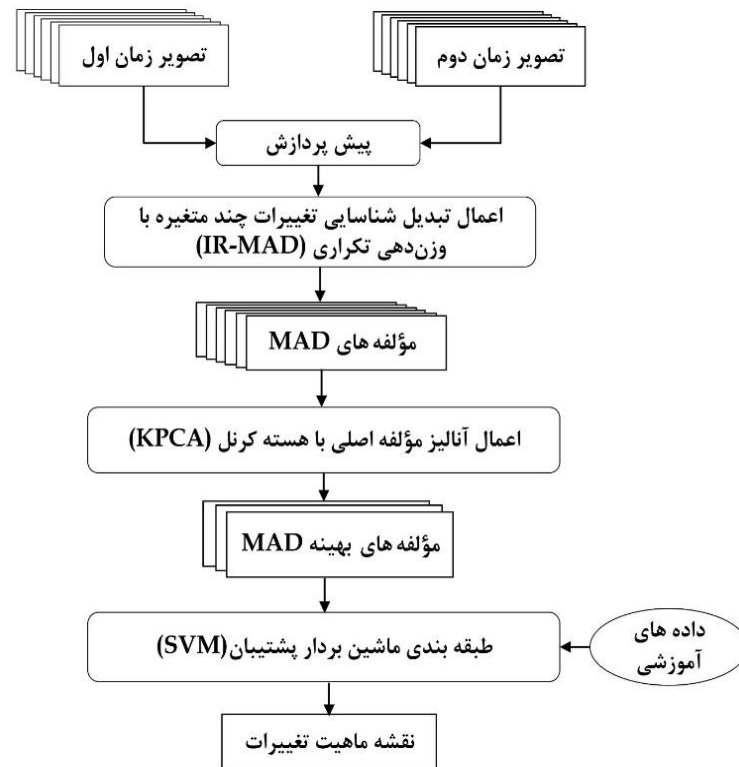 تصویر زمان اول
تصویر زمان دوم
پیش پردازش
اعمال تبدیل شناسایی تغییرات چند متغیره با
وزن‌دهی تکراری (IR-MAD)
مؤلفه های MAD
اعمال آنالیز مؤلفه اصلی با هسته کرنل (KPCA)
مؤلفه های بهینه MAD
طبقه بندی ماشین بردار پشتیبان(SVM)
داده های
آموزشی
نقشه ماهیت تغییرات